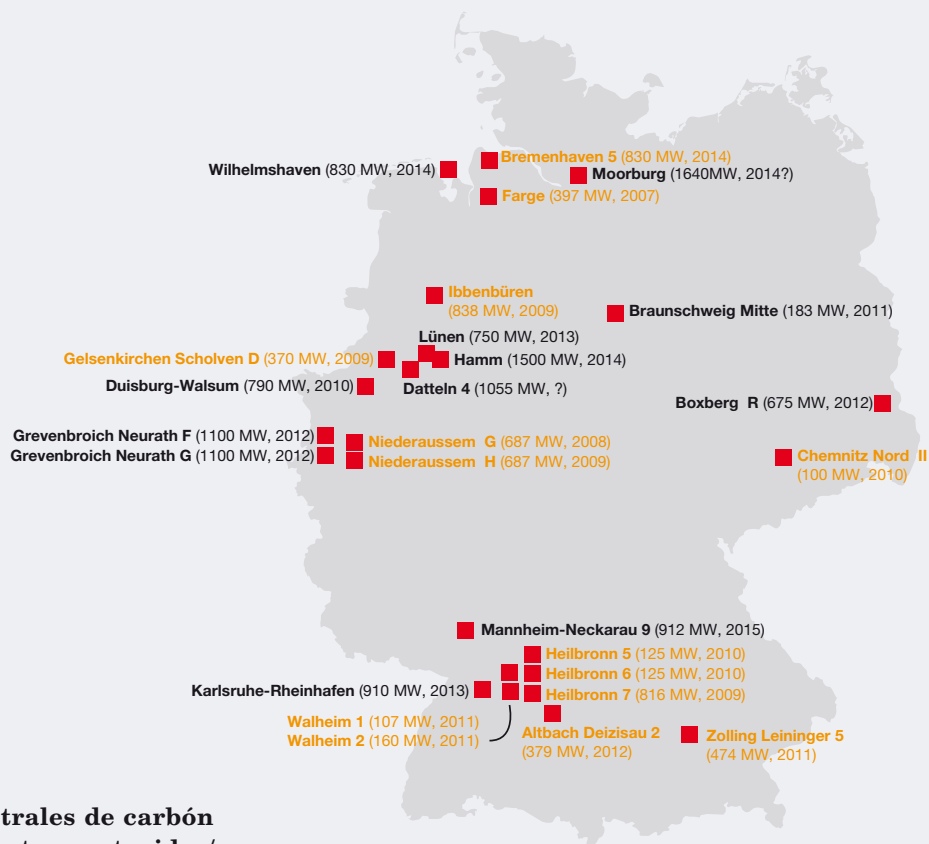 Bremenhaven 5 (830 MW, 2014)
Wilhelmshaven (830 MW, 2014)
Moorburg (1640MW, 2014?)
Farge (397 MW, 2007)
Ibbenbüren
(838 MW, 2009)
Braunschweig Mitte (183 MW, 2011)
Lünen (750 MW, 2013)
Gelsenkirchen Scholven D (370 MW, 2009)
Hamm (1500 MW, 2014)
Duisburg-Walsum (790 MW, 2010)
Datteln 4 (1055 MW, ?)
Boxberg R (675 MW, 2012)
Grevenbroich Neurath F (1100 MW, 2012)
Niederaussem G (687 MW, 2008)
Grevenbroich Neurath G (1100 MW, 2012)
Niederaussem H (687 MW, 2009)
Chemnitz Nord II
(100 MW, 2010)
Mannheim-Neckarau 9 (912 MW, 2015)
Heilbronn 5 (125 MW, 2010)
Heilbronn 6 (125 MW, 2010)
Karlsruhe-Rheinhafen (910 MW, 2013)
Heilbronn 7 (816 MW, 2009)
Walheim 1 (107 MW, 2011)
Walheim 2 (160 MW, 2011)
Altbach Deizisau 2
(379 MW, 2012)
Zolling Leininger 5
(474 MW, 2011)
trales de carbón